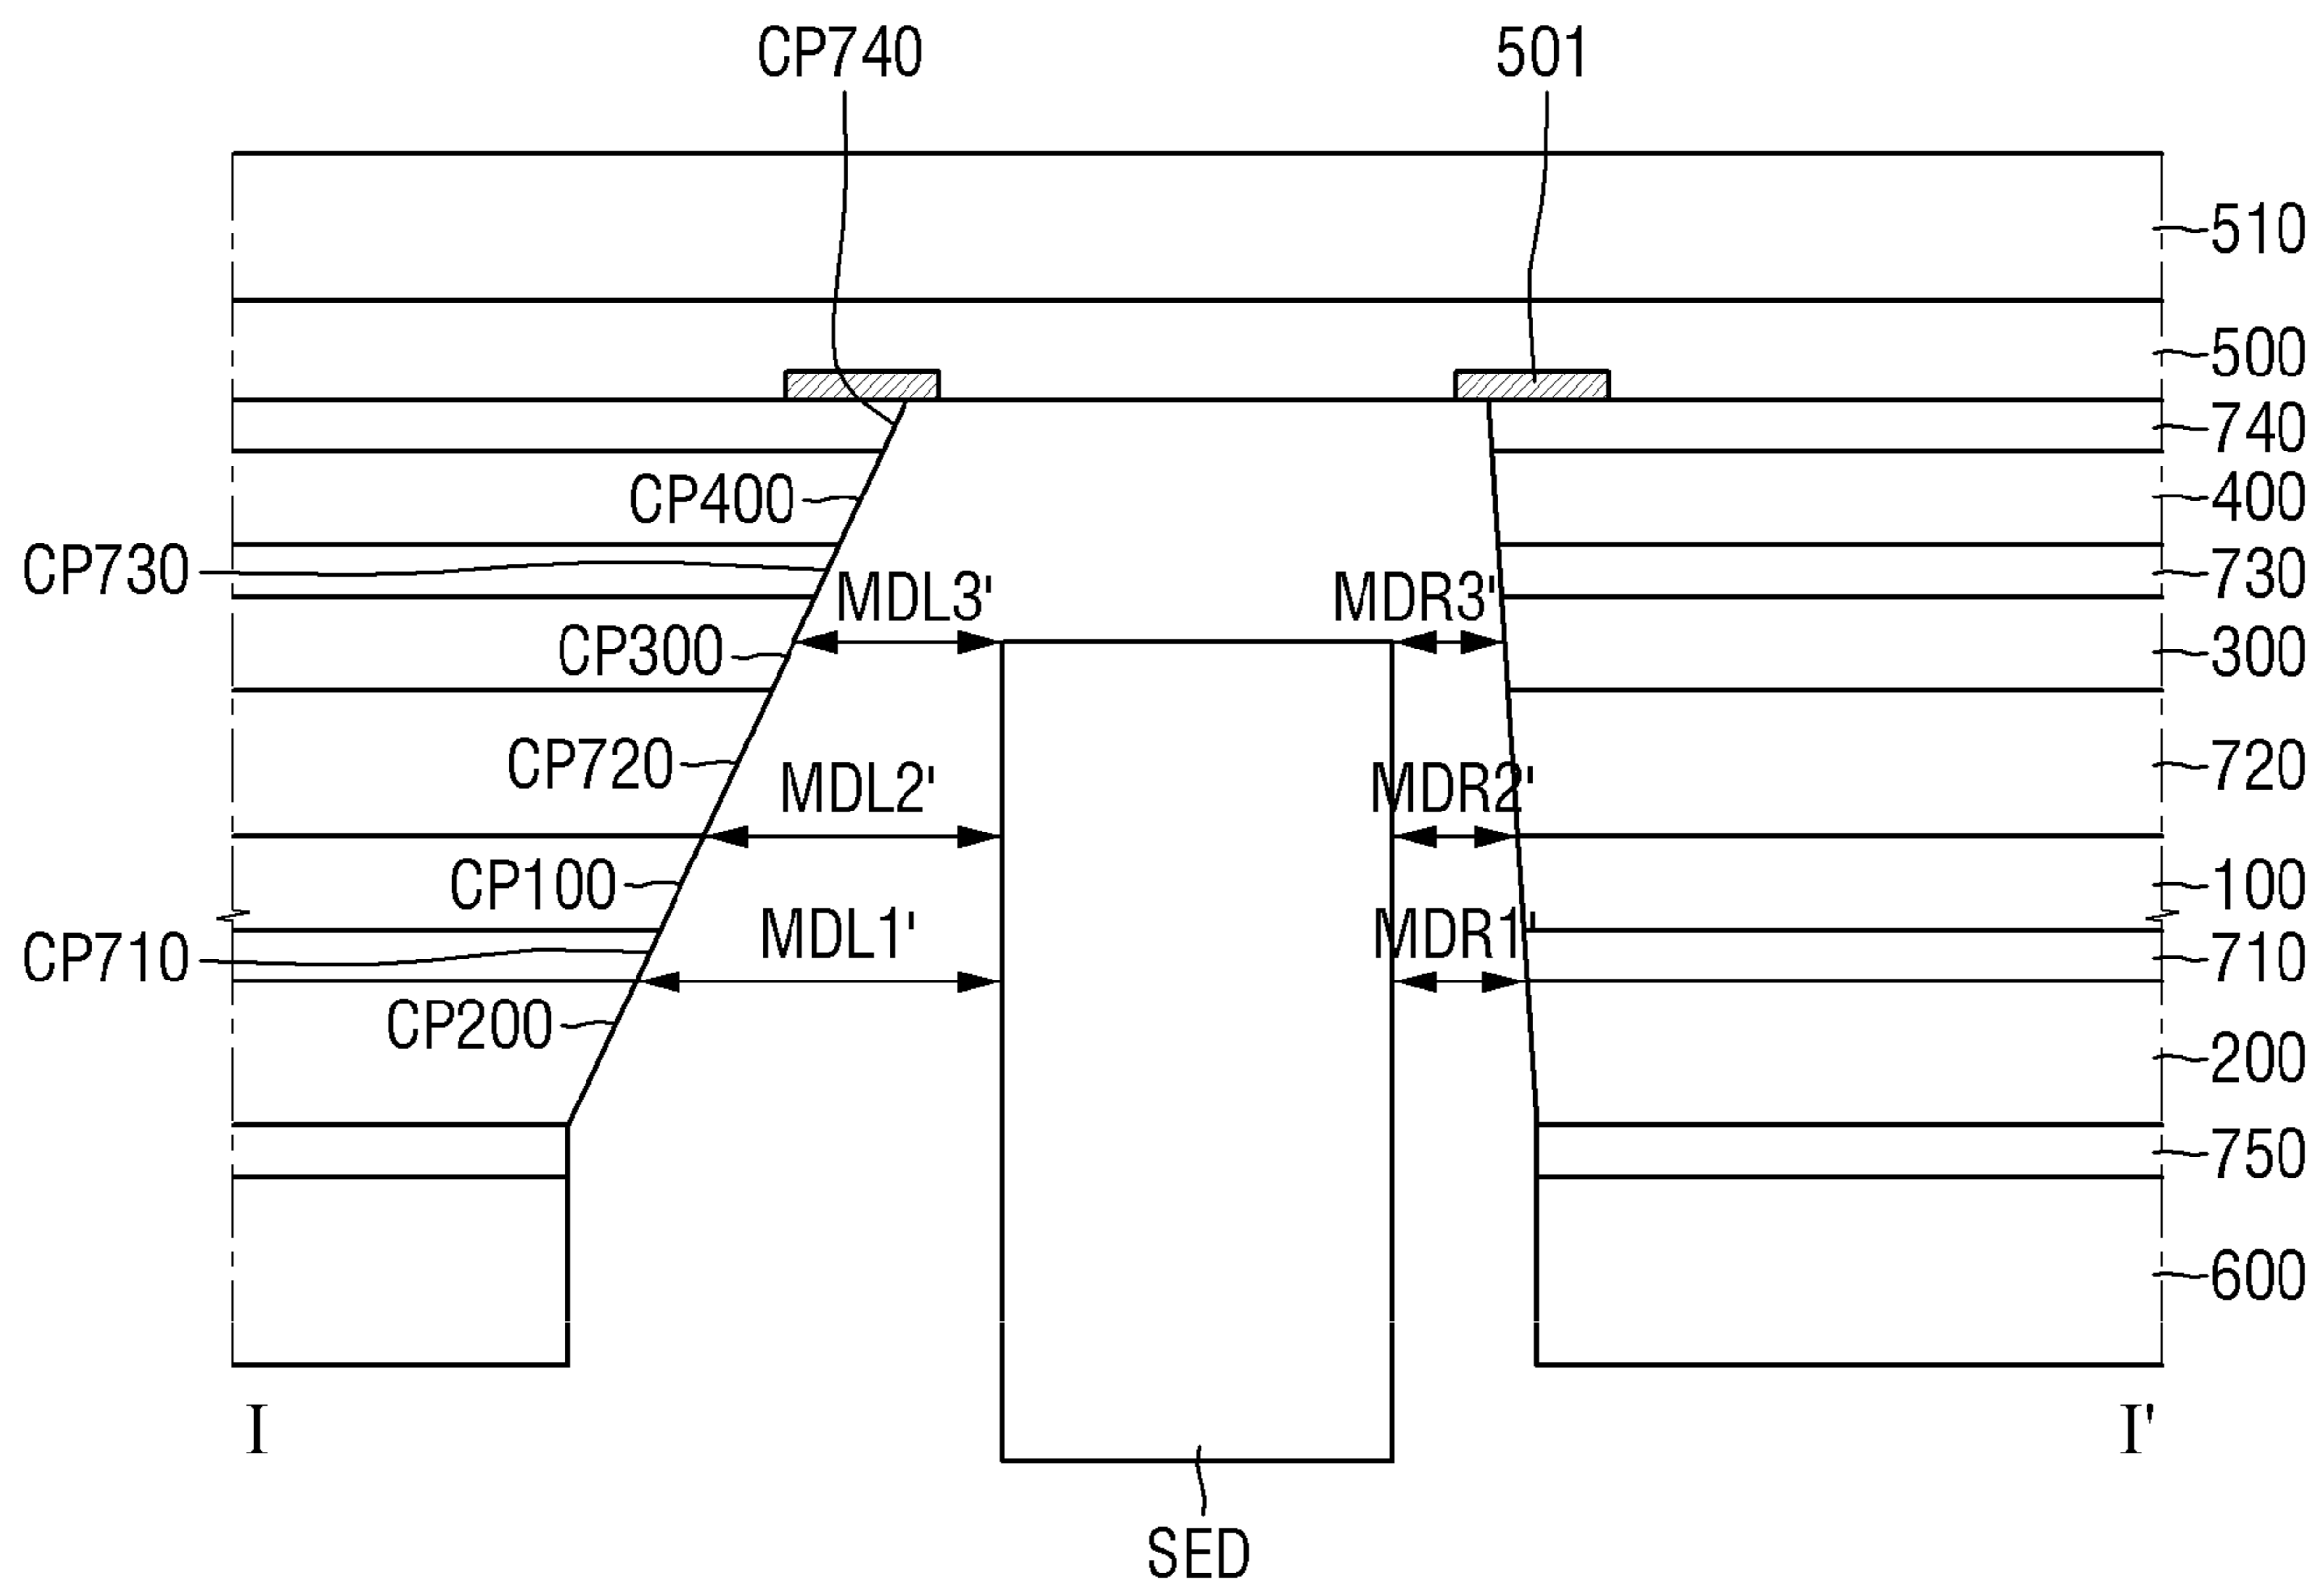 CP740 501
510
500
740
CP400 400
CP730 730
MDL3' MDR3'
CP300 300
CP720 720
MDL2' MDR2'
CP100 100
MDL1' MDR1'
CP710 710
CP200 200
750
600
I I'
SED